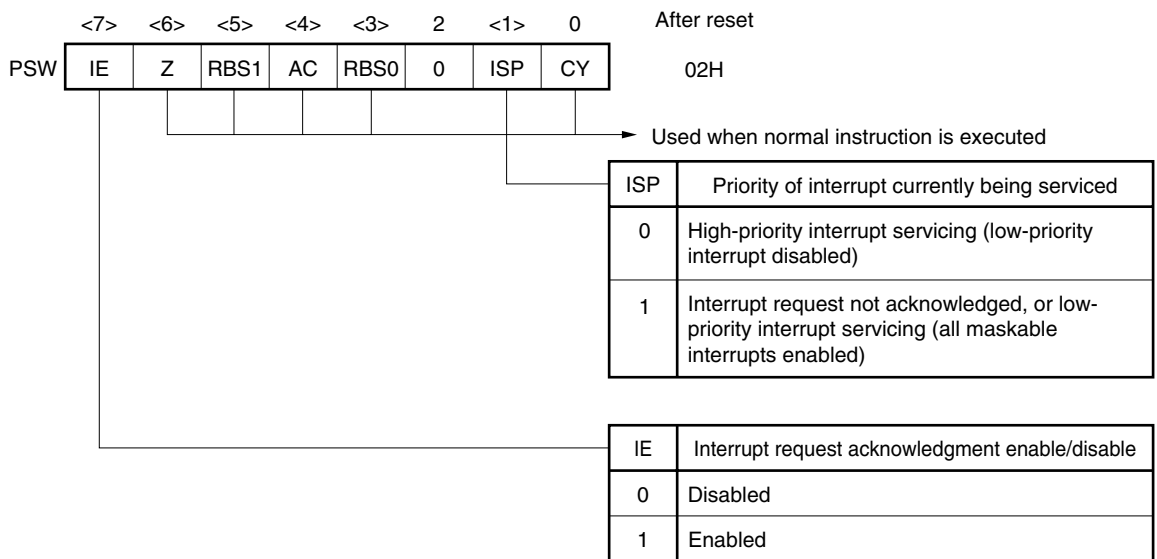 <7> <6> <5> <4> <3> 2 <1> 0 After reset
PSW IE Z RBS1 AC RBS0 0 ISP CY 02H
Used when normal instruction is executed
ISP Priority of interrupt currently being serviced
0 High-priority interrupt servicing (low-priority
interrupt disabled)
1 Interrupt request not acknowledged, or low-
priority interrupt servicing (all maskable
interrupts enabled)
IE Interrupt request acknowledgment enable/disable
0 Disabled
1 Enabled